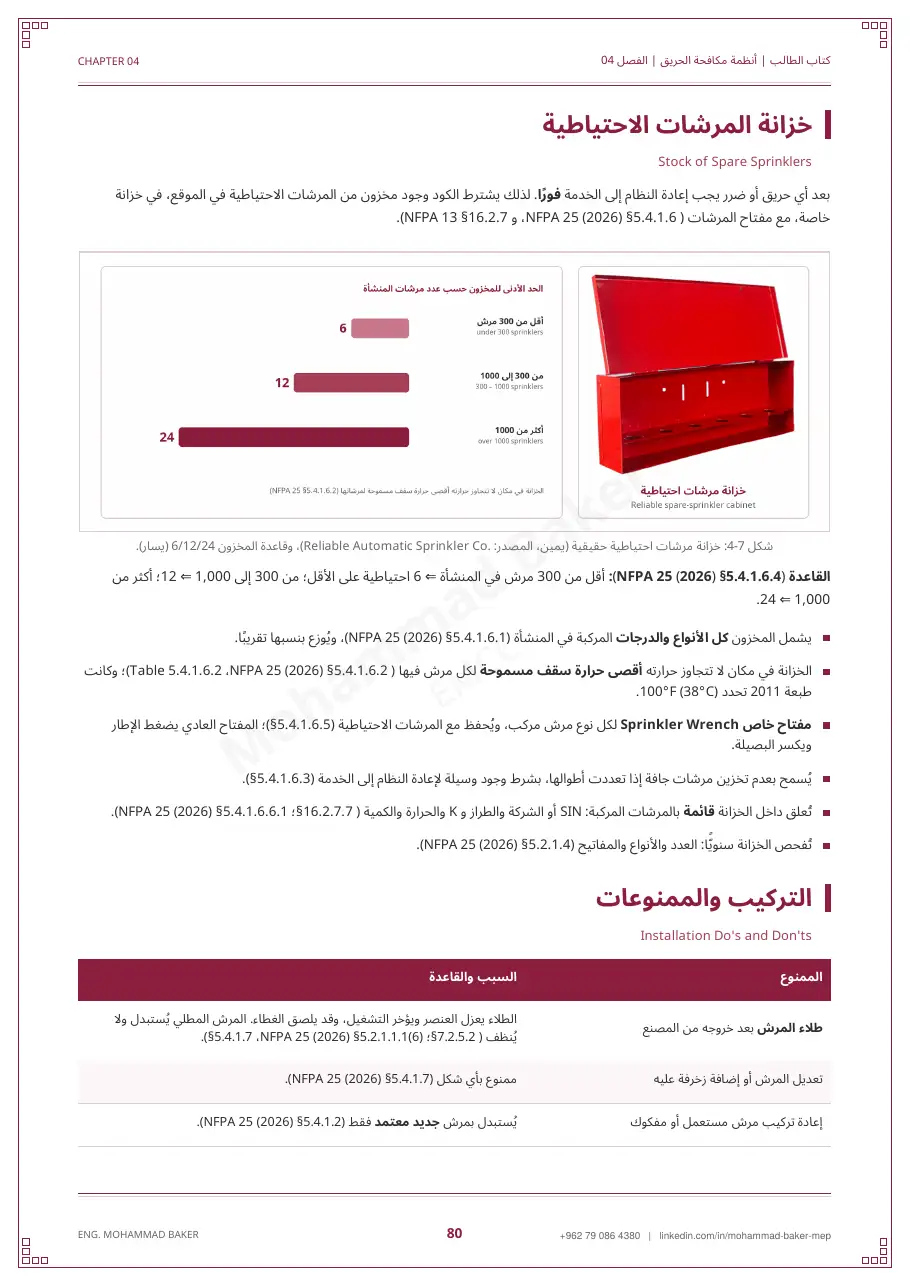 كتاب الطالب | أنظمة مكافحة الحريق | الفصل 04
CHAPTER 04
خزانة المرشات الاحتياطية
Stock of Spare Sprinklers
بعد أي حريق أو ضرر يجب إعادة النظام إلى الخدمة فورًا. لذلك يشترط الكود وجود مخزون من المرشات الاحتياطية في الموقع، في خزانة
خاصة، مع مفتاح المرشات (NFPA 25 (2026) §5.4.1.6، و NFPA 13 §16.2.7).
خزانة مرشات احتياطية
Reliable spare-sprinkler cabinet
الحد الأدنى للمخزون حسب عدد مرشات المنشأة
أقل من 300 مرش
under 300 sprinklers
6
من 300 إلى 1000
300 – 1000 sprinklers
12
أكثر من 1000
over 1000 sprinklers
24
الخزانة في مكان لا تتجاوز حرارته أقصى حرارة سقف مسموحة لمرشاتها (NFPA 25 §5.4.1.6.2)
شكل 7-4: خزانة مرشات احتياطية حقيقية (يمين، المصدر: Reliable Automatic Sprinkler Co.)، وقاعدة المخزون 6/12/24 (يسار).
القاعدة (NFPA 25 (2026) §5.4.1.6.4): أقل من 300 مرش في المنشأة ⇐ 6 احتياطية على الأقل؛ من 300 إلى 1,000 ⇐ 12؛ أكثر من
1,000 ⇐ 24.
يشمل المخزون كل الأنواع والدرجات المركبة في المنشأة (NFPA 25 (2026) §5.4.1.6.1)، ويُوزع بنسبها تقريبًا.
الخزانة في مكان لا تتجاوز حرارته أقصى حرارة سقف مسموحة لكل مرش فيها (NFPA 25 (2026) §5.4.1.6.2، Table 5.4.1.6.2)؛ وكانت
طبعة 2011 تحدد 100°F (38°C).
مفتاح خاص Sprinkler Wrench لكل نوع مرش مركب، ويُحفظ مع المرشات الاحتياطية (§5.4.1.6.5)؛ المفتاح العادي يضغط الإطار
ويكسر البصيلة.
يُسمح بعدم تخزين مرشات جافة إذا تعددت أطوالها، بشرط وجود وسيلة لإعادة النظام إلى الخدمة (§5.4.1.6.3).
تُعلق داخل الخزانة قائمة بالمرشات المركبة: SIN أو الشركة والطراز و K والحرارة والكمية (§16.2.7.7؛ NFPA 25 (2026) §5.4.1.6.6.1).
تُفحص الخزانة سنويًّا: العدد والأنواع والمفاتيح (NFPA 25 (2026) §5.2.1.4).
التركيب والممنوعات
Installation Do's and Don'ts
الممنوع
السبب والقاعدة
طلاء المرش بعد خروجه من المصنع
الطلاء يعزل العنصر ويؤخر التشغيل، وقد يلصق الغطاء. المرش المطلي يُستبدل ولا
يُنظف (§7.2.5.2؛ NFPA 25 (2026) §5.2.1.1.1(6)، §5.4.1.7).
تعديل المرش أو إضافة زخرفة عليه
ممنوع بأي شكل (NFPA 25 (2026) §5.4.1.7).
إعادة تركيب مرش مستعمل أو مفكوك
يُستبدل بمرش جديد معتمد فقط (NFPA 25 (2026) §5.4.1.2).
ENG. MOHAMMAD BAKER
80
+962 79 086 4380 | linkedin.com/in/mohammad-baker-mep